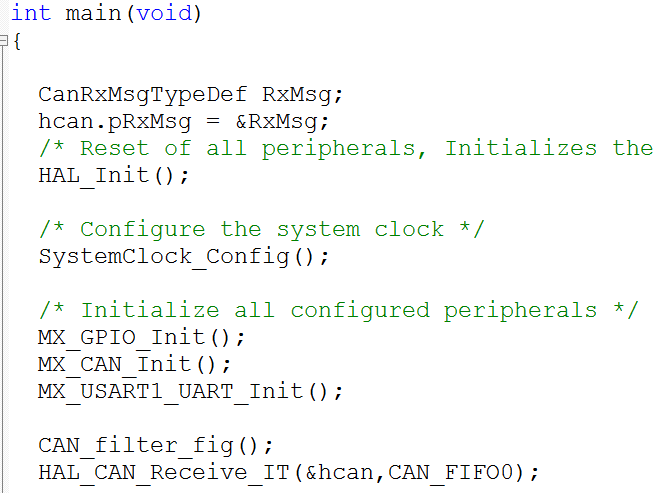 int main(void)
{
CanRxMsgTypeDef RxMsg;
hcan.pRxMsg = &RxMsg;
/* Reset of all peripherals, Initializes the
HAL_Init();
/* Configure the system clock */
SystemClock_Config();
/* Initialize all configured peripherals */
MX_GPIO_Init();
MX_CAN_Init();
MX_USART1_UART_Init();
CAN_filter_fig();
HAL_CAN_Receive_IT(&hcan,CAN_FIFO0);